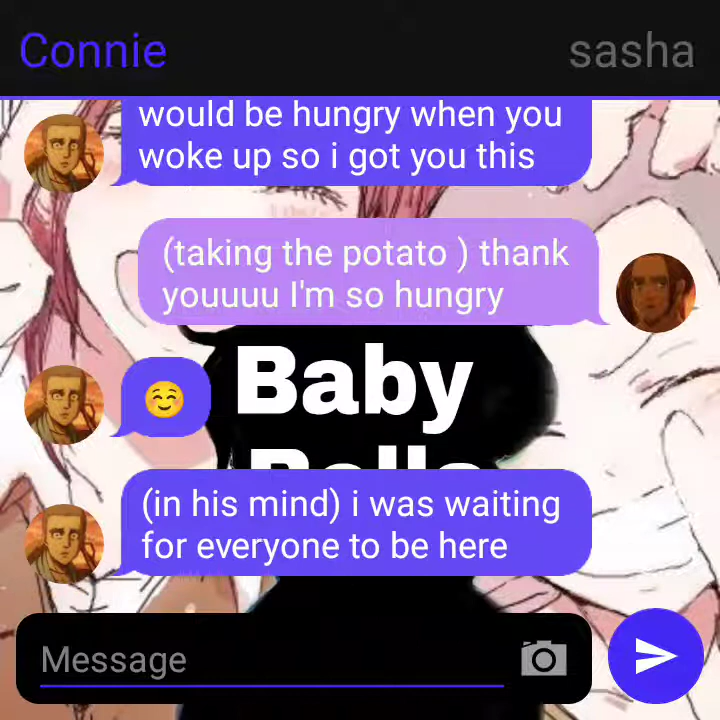 Connie
sasha
would be hungry when you
woke up so i got you this
(taking the potato ) thank
youuuu I'm so hungry
Baby
(in his mind) i was waiting
for everyone to be here
Message